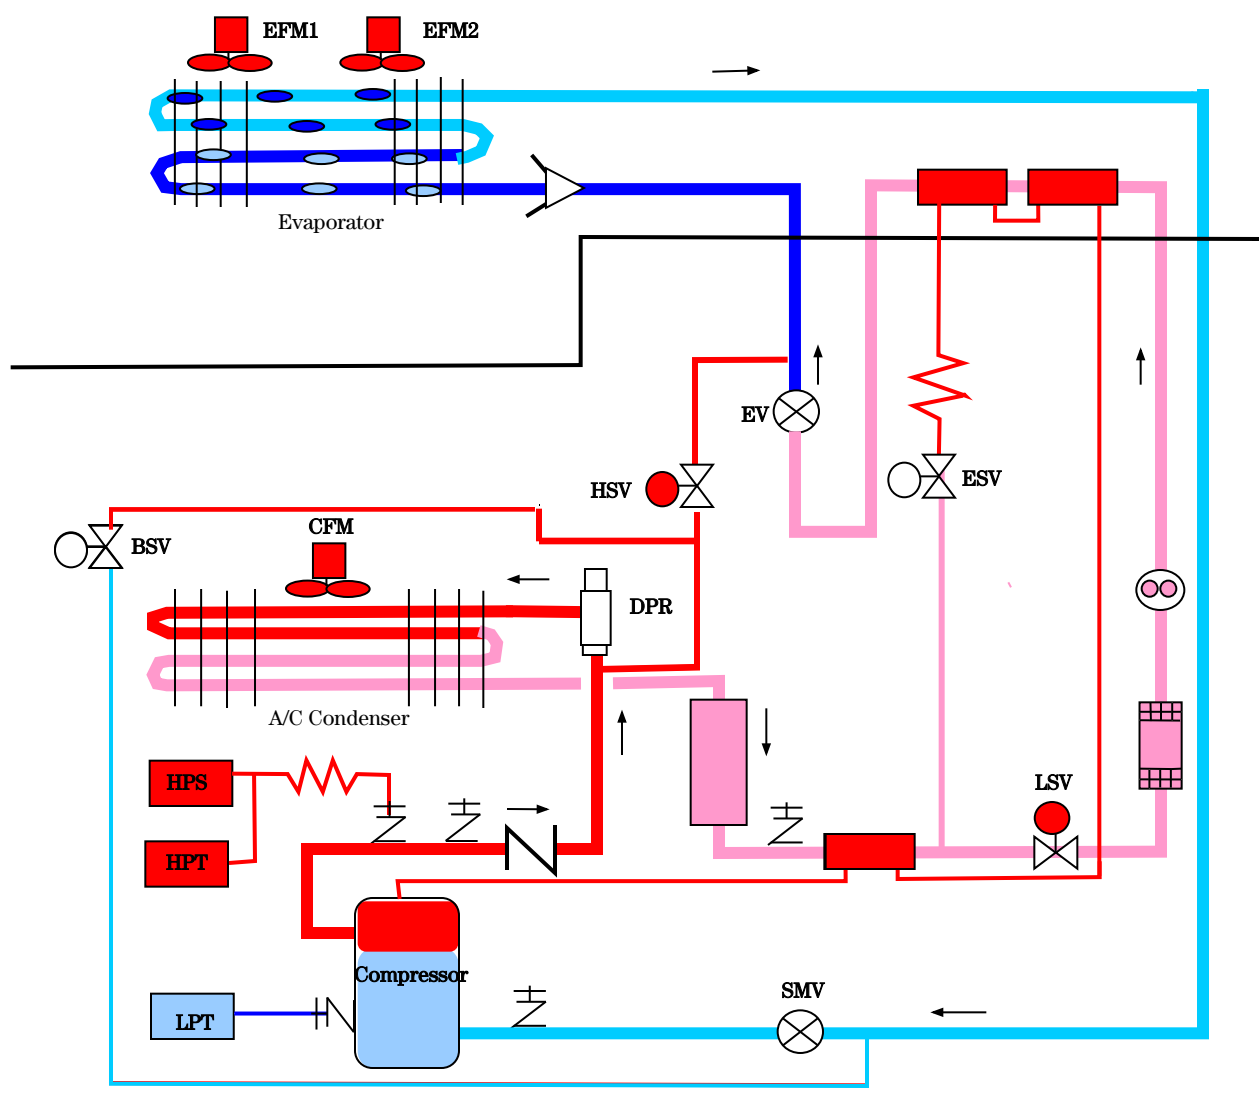 EFM1
EFM2
Evaporator
EV
HSV
ESV
CFM
BSV
DPR
A/C Condenser
HPS
LSV
HPT
Compressor
SMV
LPT